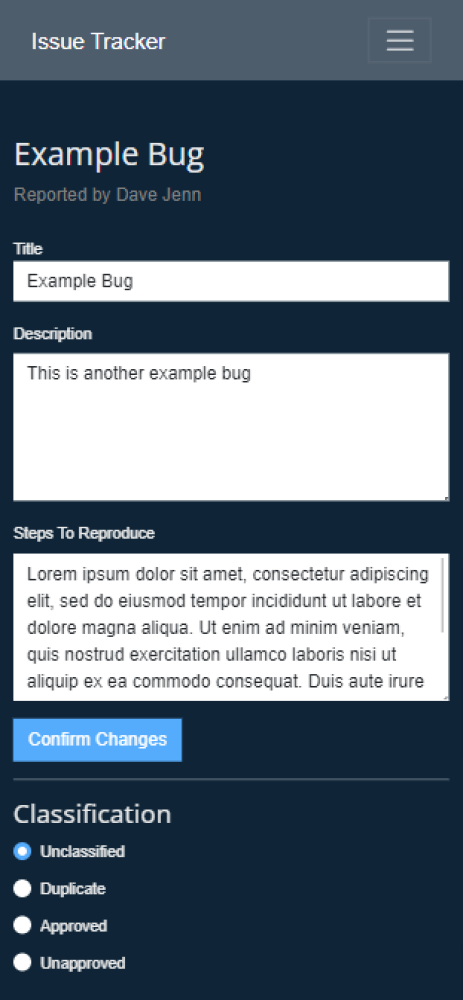 Issue Tracker
Example Bug
Reported by Dave Jenn
Title
Example Bug
Description
This is another example bug
Steps To Reproduce
Lorem ipsum dolor sit amet, consectetur adipiscing
elit, sed do eiusmod tempor incididunt ut labore et
dolore magna aliqua. Ut enim ad minim veniam,
quis nostrud exercitation ullamco laboris nisi ut
aliquip ex ea commodo consequat. Duis aute irure
Confirm Changes
Classification
Unclassified
Duplicate
Approved
Unapproved